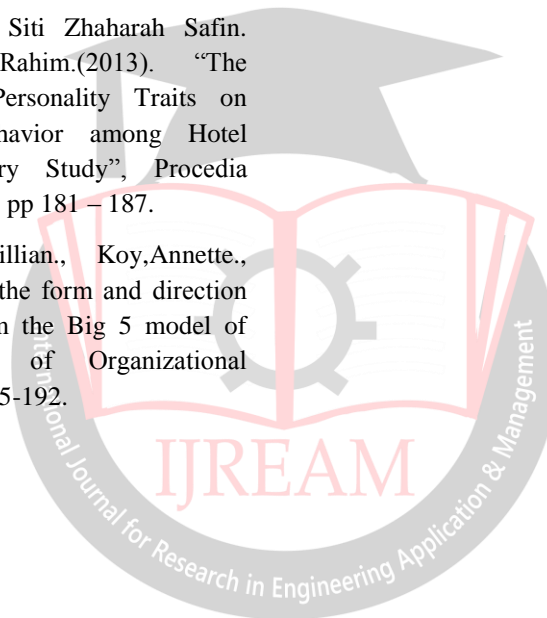 Siti Zhaharah Safin.
Rahim.(2013). “The
Personality Traits on
havior among Hotel
ry Study”, Procedia
pp 181 – 187.
illian., Koy,Annette.,
the form and direction
n the Big 5 model of
of Organizational
5-192.
IJREAM
International Journal for Research in Engineering Application & Management